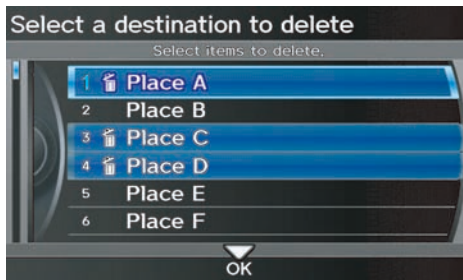 Select a destination to delete
Select items to delete.
1 Place A
2 Place B
3 Place C
4 Place D
5 Place E
6 Place F
OK